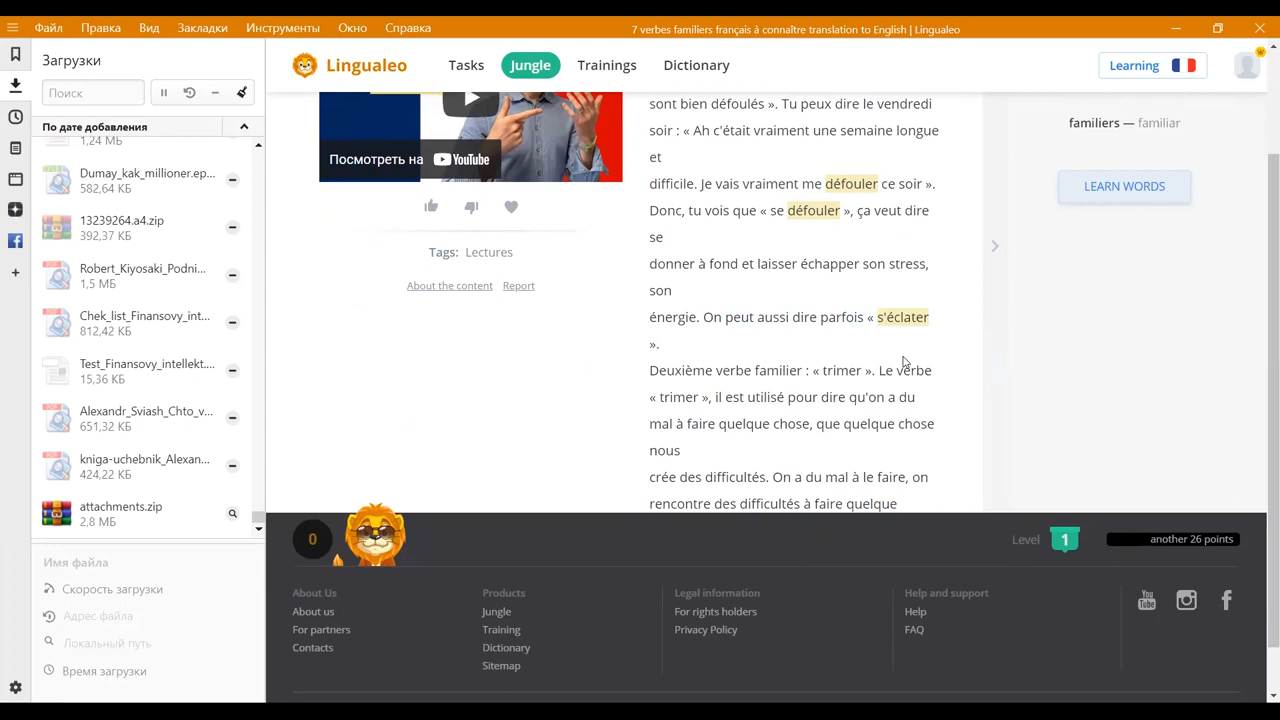 Файл Правка Вид Закладки Инструменты Окно Справка
7 verbes familiers français à connaître translation to English | Lingualeo
Загрузки
Поиск
По дате добавления
1,24 МБ
Dumay_kak_millioner.ep...
582,64 КБ
13239264.a4.zip
392,37 КБ
Robert_Kiyosaki_Podni...
1,5 МБ
Chek_list_Finansovy_int...
812,42 КБ
Test_Finansovy_intellekt....
15,36 КБ
Alexandr_Sviash_Chto_v...
651,32 КБ
kniga-uchebnik_Alexan...
424,22 КБ
attachments.zip
2,8 МБ
Имя файла
Скорость загрузки
Адрес файла
Локальный путь
Время загрузки
Lingualeo
Tasks Jungle Trainings Dictionary
Learning
Посмотреть на YouTube
Tags: Lectures
About the content Report
sont bien défoulés ». Tu peux dire le vendredi
soir : « Ah c'était vraiment une semaine longue
et
difficile. Je vais vraiment me défouler ce soir ».
Donc, tu vois que « se défouler », ça veut dire
se
donner à fond et laisser échapper son stress,
son
énergie. On peut aussi dire parfois « s'éclater
».
Deuxième verbe familier : « trimer ». Le verbe
« trimer », il est utilisé pour dire qu'on a du
mal à faire quelque chose, que quelque chose
nous
crée des difficultés. On a du mal à le faire, on
rencontre des difficultés à faire quelque
familiers — familiar
LEARN WORDS
0
Level 1 another 26 points
About Us
About us
For partners
Contacts
Products
Jungle
Training
Dictionary
Sitemap
Legal information
For rights holders
Privacy Policy
Help and support
Help
FAQ
You Tube